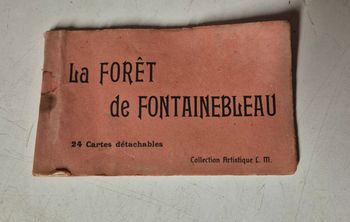 La FORÊT
de FONTAINEBLEAU
24 Cartes détachables
Collection Artistique L. M.